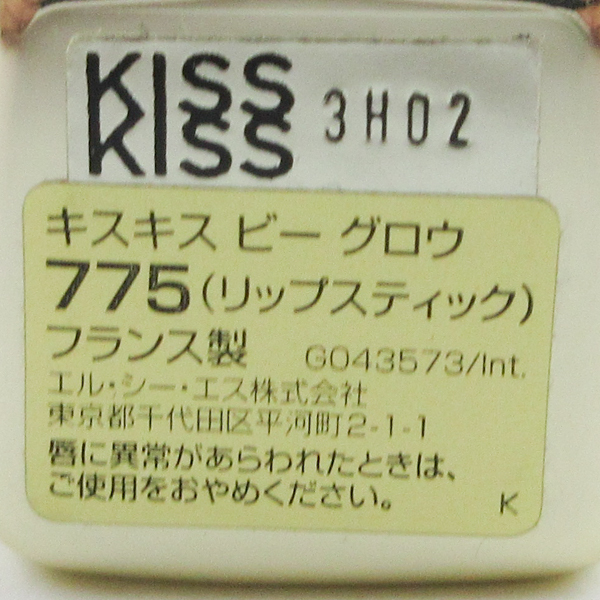 KISS
KISS 3H02
キスキス ビー グロウ
775(リップスティック)
フランス製 G043573/Int.
エル・シー・エス株式会社
東京都千代田区平河町2-1-1
唇に異常があらわれたときは、
ご使用をおやめください。 K